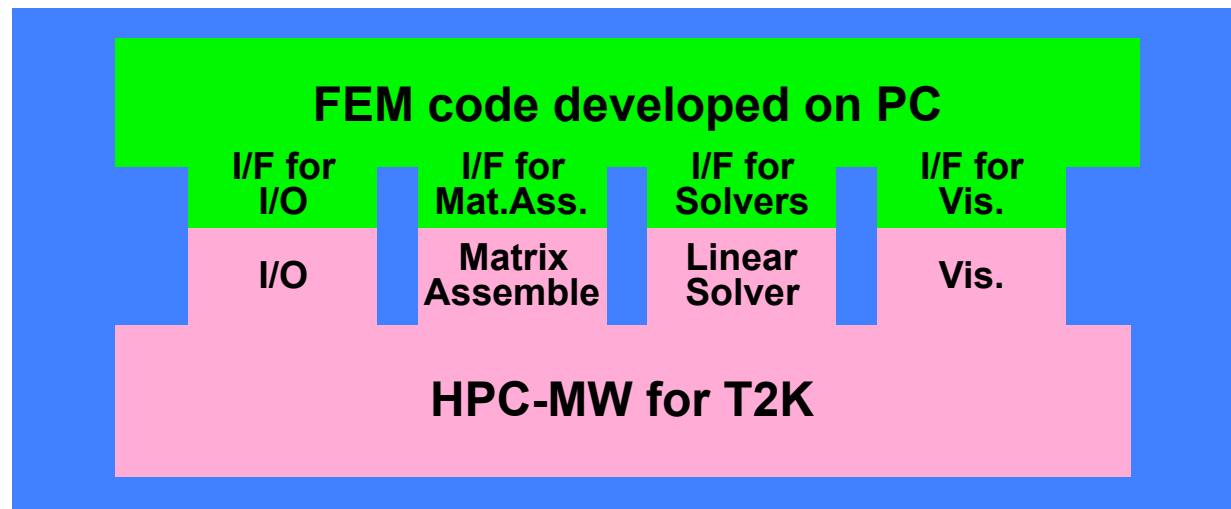 FEM code developed on PC
I/F for
I/O
I/F for
Mat.Ass.
I/F for
Solvers
I/F for
Vis.
I/O
Matrix
Assemble
Linear
Solver
Vis.
HPC-MW for T2K